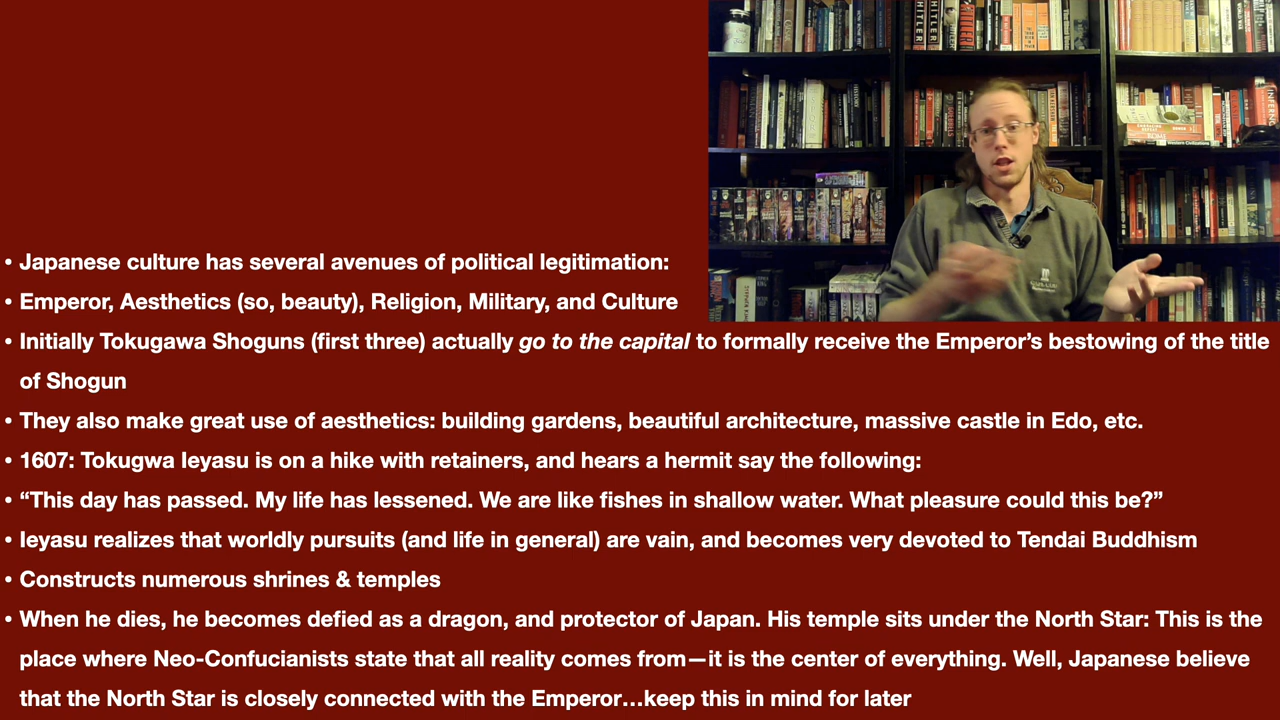 HITLER
HITLER
INFERNO
Western Civilizations
• Japanese culture has several avenues of political legitimation:
• Emperor, Aesthetics (so, beauty), Religion, Military, and Culture
• Initially Tokugawa Shoguns (first three) actually go to the capital to formally receive the Emperor’s bestowing of the title
of Shogun
• They also make great use of aesthetics: building gardens, beautiful architecture, massive castle in Edo, etc.
• 1607: Tokugwa Ieyasu is on a hike with retainers, and hears a hermit say the following:
• “This day has passed. My life has lessened. We are like fishes in shallow water. What pleasure could this be?”
• Ieyasu realizes that worldly pursuits (and life in general) are vain, and becomes very devoted to Tendai Buddhism
• Constructs numerous shrines & temples
• When he dies, he becomes defied as a dragon, and protector of Japan. His temple sits under the North Star: This is the
place where Neo-Confucianists state that all reality comes from—it is the center of everything. Well, Japanese believe
that the North Star is closely connected with the Emperor…keep this in mind for later